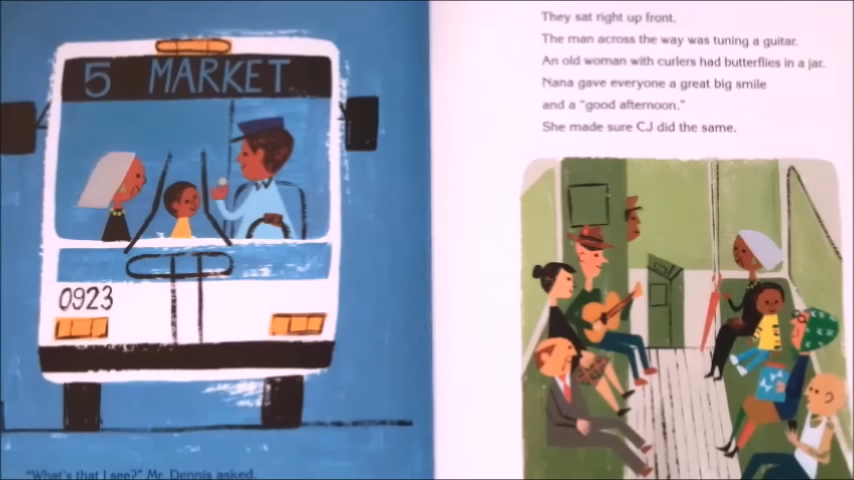 5 MARKET
0923
"What's that I see?" Mr. Dennis asked.
They sat right up front.
The man across the way was tuning a guitar.
An old woman with curlers had butterflies in a jar.
Nana gave everyone a great big smile
and a “good afternoon.”
She made sure CJ did the same.